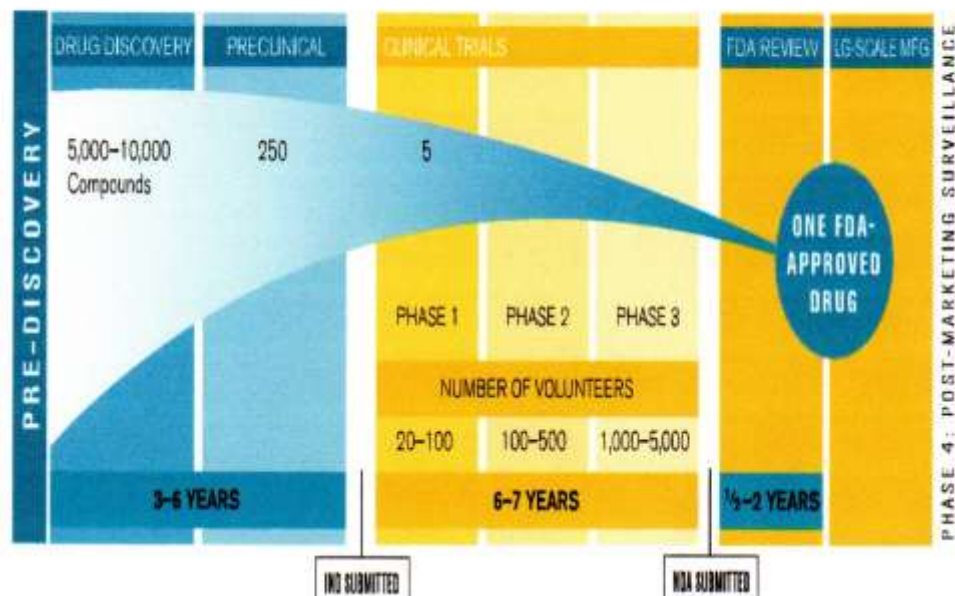 PRE-DISCOVERY
DRUG DISCOVERY
PRECLINICAL
CLINICAL TRIALS
FDA REVIEW
LG-SCALE MFG
5,000–10,000
Compounds
250
5
ONE FDA-
APPROVED
DRUG
PHASE 1
PHASE 2
PHASE 3
NUMBER OF VOLUNTEERS
20–100
100–500
1,000–5,000
3–6 YEARS
6–7 YEARS
½–2 YEARS
IND SUBMITTED
NDA SUBMITTED
PHASE 4: POST-MARKETING SURVEILLANCE